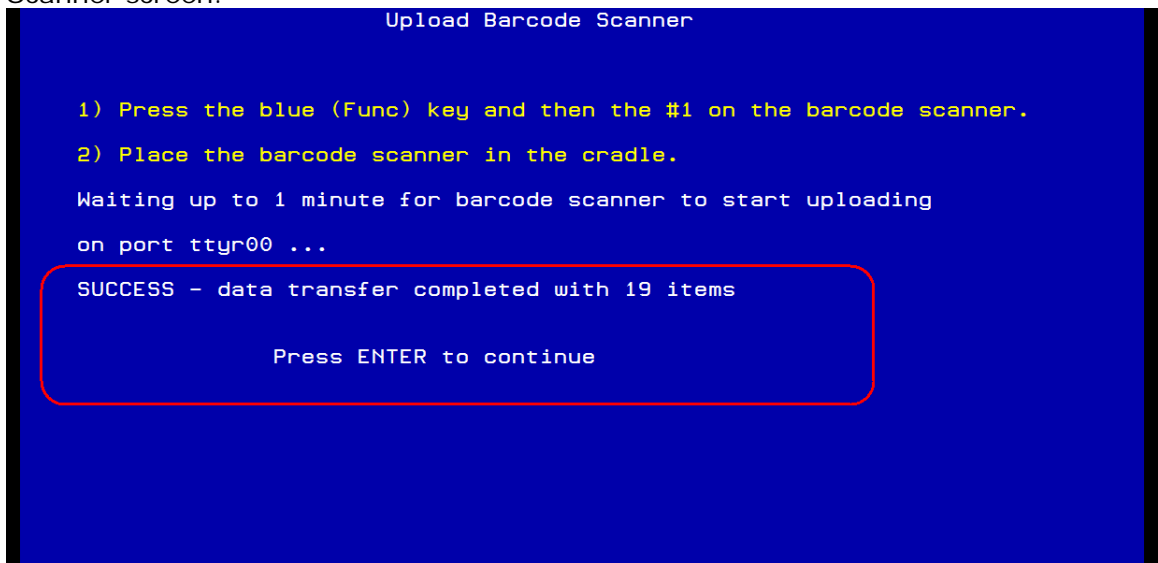 Scanner screen:
Upload Barcode Scanner
1) Press the blue (Func) key and then the #1 on the barcode scanner.
2) Place the barcode scanner in the cradle.
Waiting up to 1 minute for barcode scanner to start uploading
on port ttyr00 ...
SUCCESS - data transfer completed with 19 items
Press ENTER to continue